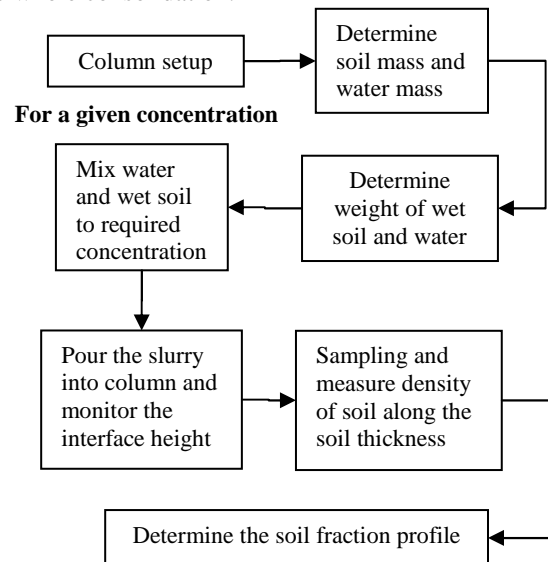 Column setup
Determine
soil mass and
water mass
For a given concentration
Mix water
and wet soil
to required
concentration
Determine
weight of wet
soil and water
Pour the slurry
into column and
monitor the
interface height
Sampling and
measure density
of soil along the
soil thickness
Determine the soil fraction profile